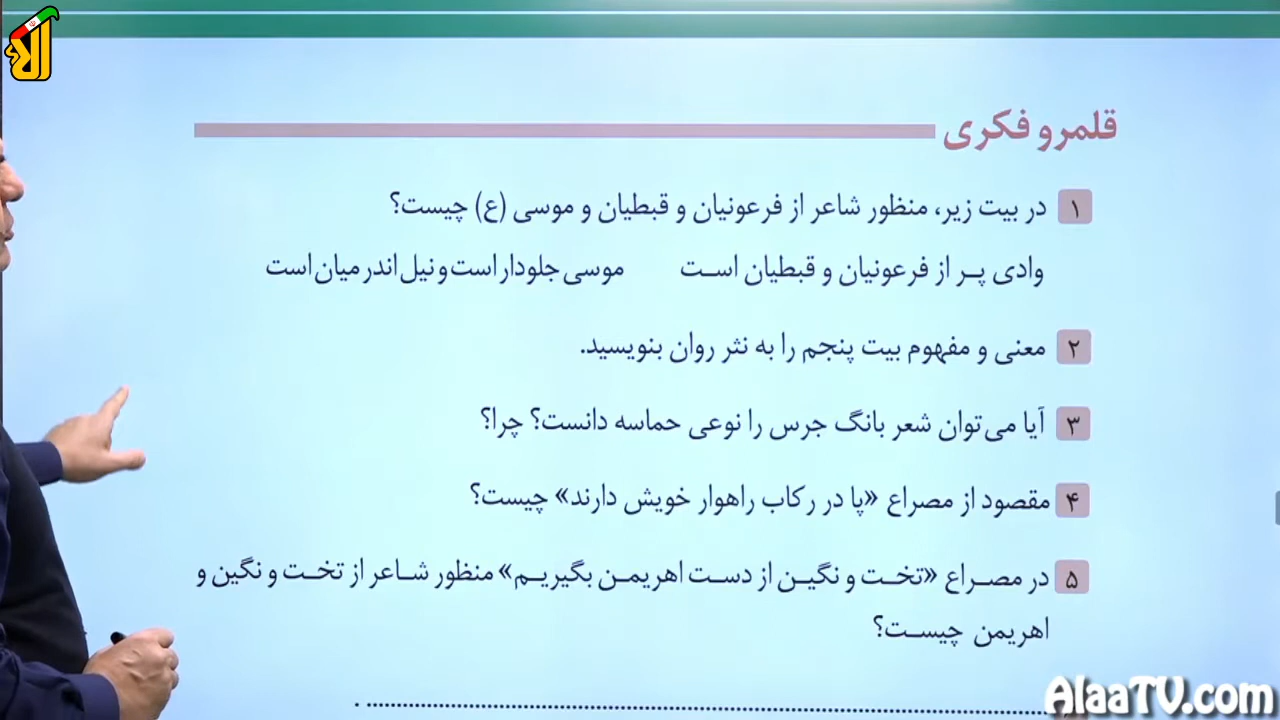 قلمرو فکری
۱ در بیت زیر، منظور شاعر از فرعونیان و قبطیان و موسی (ع) چیست؟
وادی پر از فرعونیان و قبطیان است موسی جلودار است و نیل اندر میان است
۲ معنی و مفهوم بیت پنجم را به نثر روان بنویسید.
۳ آیا می‌توان شعر بانگ جرس را نوعی حماسه دانست؟ چرا؟
۴ مقصود از مصراع «پا در رکاب راهوار خویش دارند» چیست؟
۵ در مصراع «تخت و نگین از دست اهریمن بگیریم» منظور شاعر از تخت و نگین و
اهریمن چیست؟
AlaaTV.com